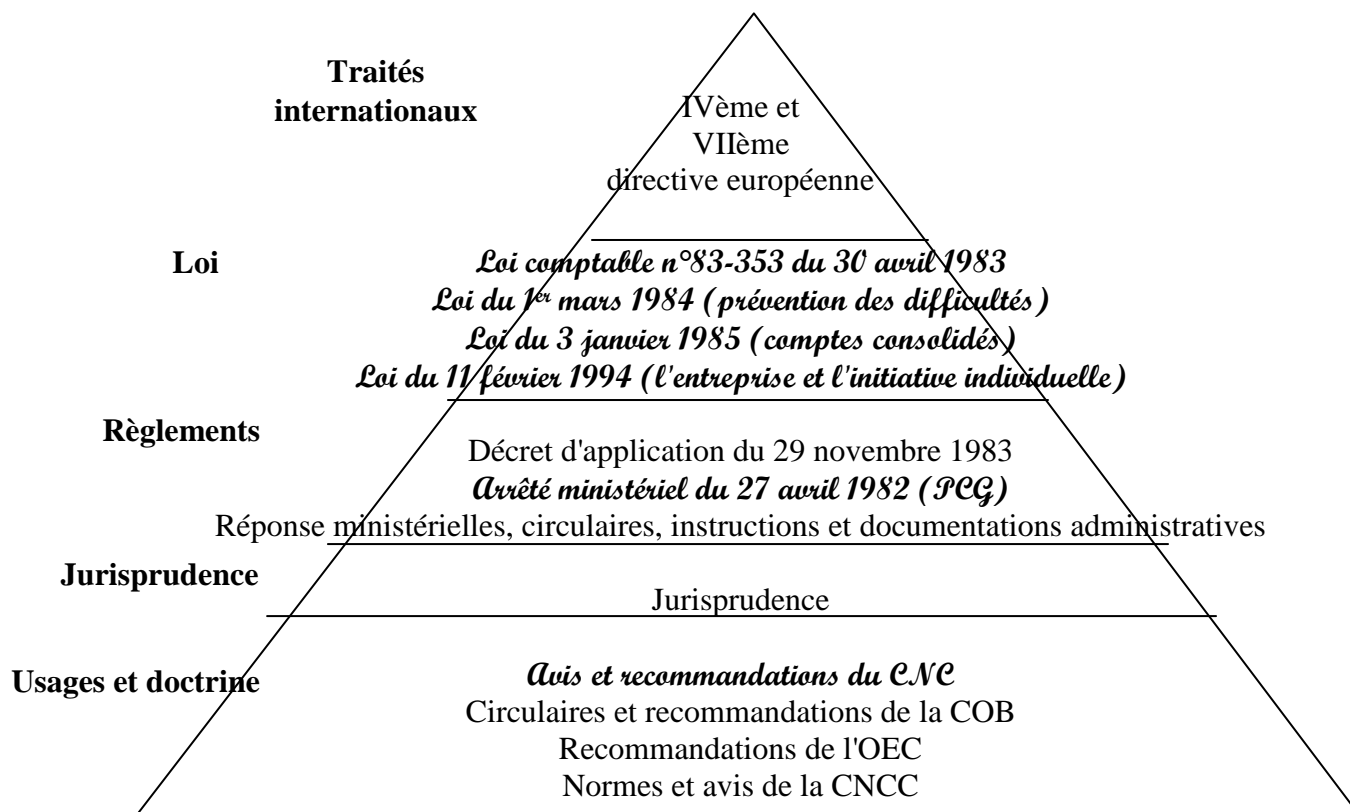 Traités
internationaux
IVème et
VIIème
directive européenne
Loi
Loi comptable n°83-353 du 30 avril 1983
Loi du 1er mars 1984 (prévention des difficultés)
Loi du 3 janvier 1985 (comptes consolidés)
Loi du 11 février 1994 (l'entreprise et l'initiative individuelle)
Règlements
Décret d'application du 29 novembre 1983
Arrêté ministériel du 27 avril 1982 (PCG)
Réponse ministérielles, circulaires, instructions et documentations administratives
Jurisprudence
Jurisprudence
Usages et doctrine
Avis et recommandations du CNC
Circulaires et recommandations de la COB
Recommandations de l'OEC
Normes et avis de la CNCC